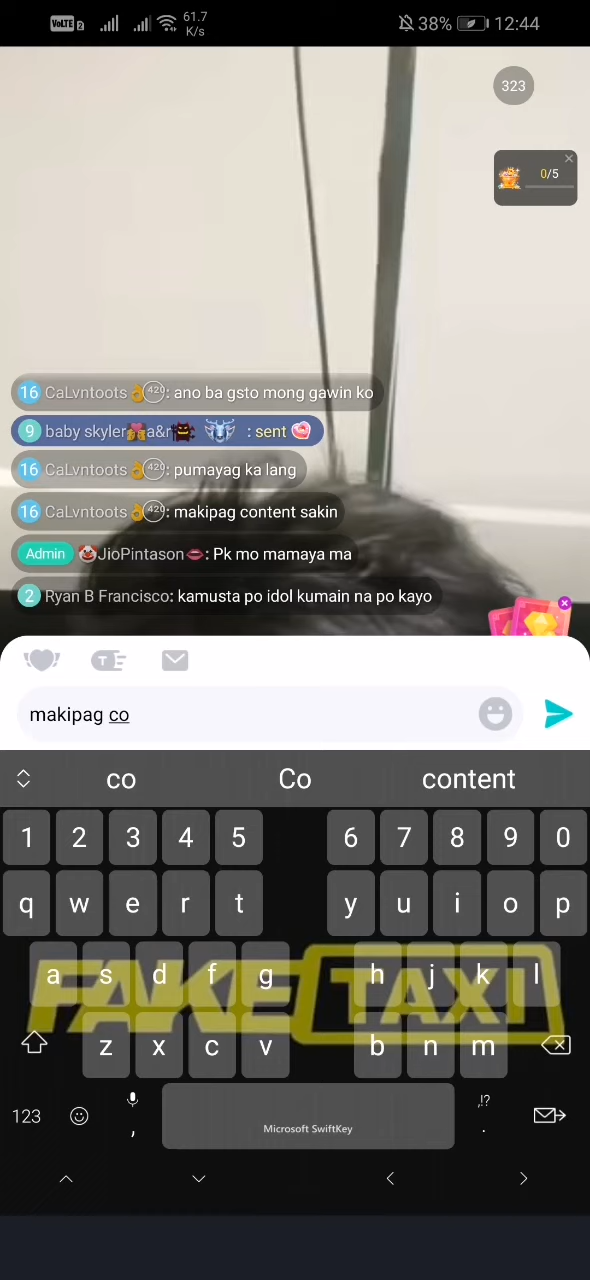 VoLTE 2 61.7 K/s 38% 12:44
323
0/5
16 CaLvntoots 420: ano ba gsto mong gawin ko
9 baby skyler a&r : sent
16 CaLvntoots 420: pumayag ka lang
16 CaLvntoots 420: makipag content sakin
Admin JioPintason: Pk mo mamaya ma
2 Ryan B Francisco: kamusta po idol kumain na po kayo
T
makipag co
co Co content
1 2 3 4 5 6 7 8 9 0
q w e r t y u i o p
a s d f g h j k l
FAKE TAXI
z x c v b n m
123 , Microsoft SwiftKey ,!? .